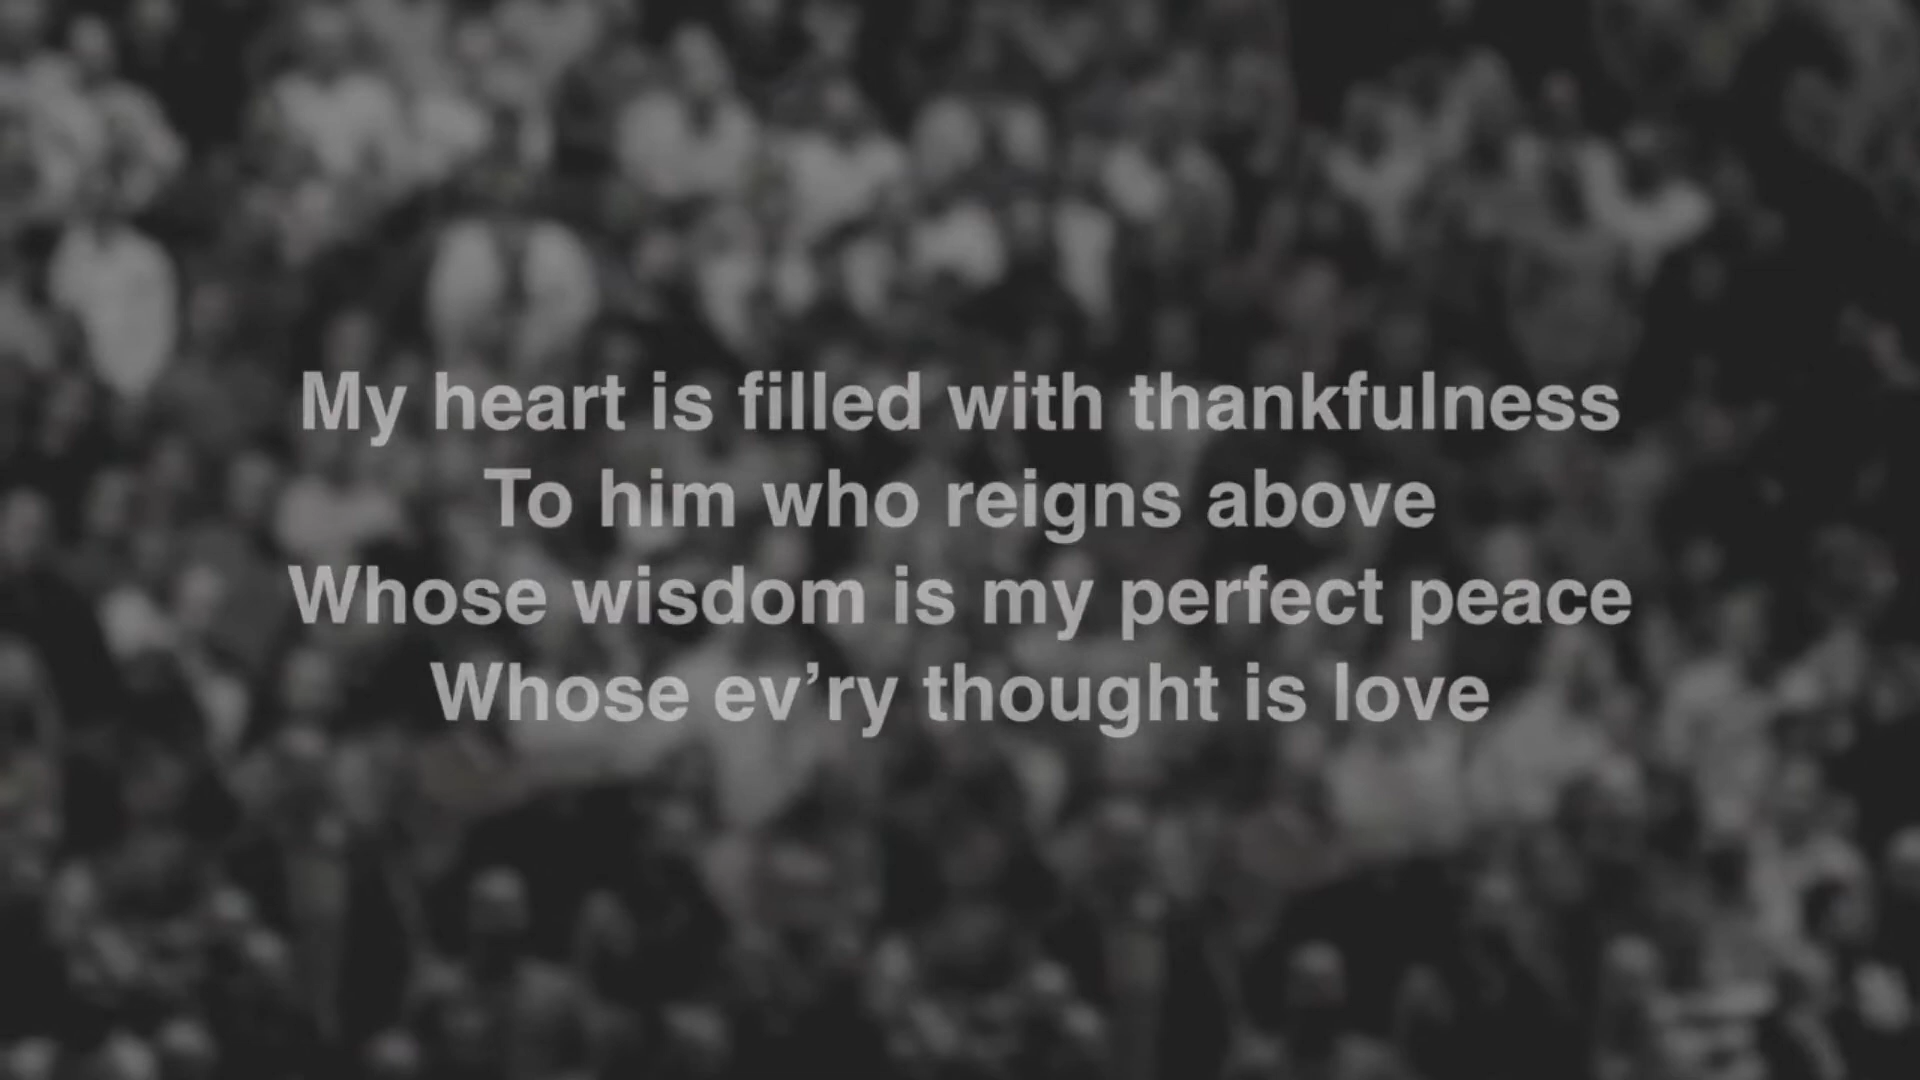 My heart is filled with thankfulness
To him who reigns above
Whose wisdom is my perfect peace
Whose ev’ry thought is love